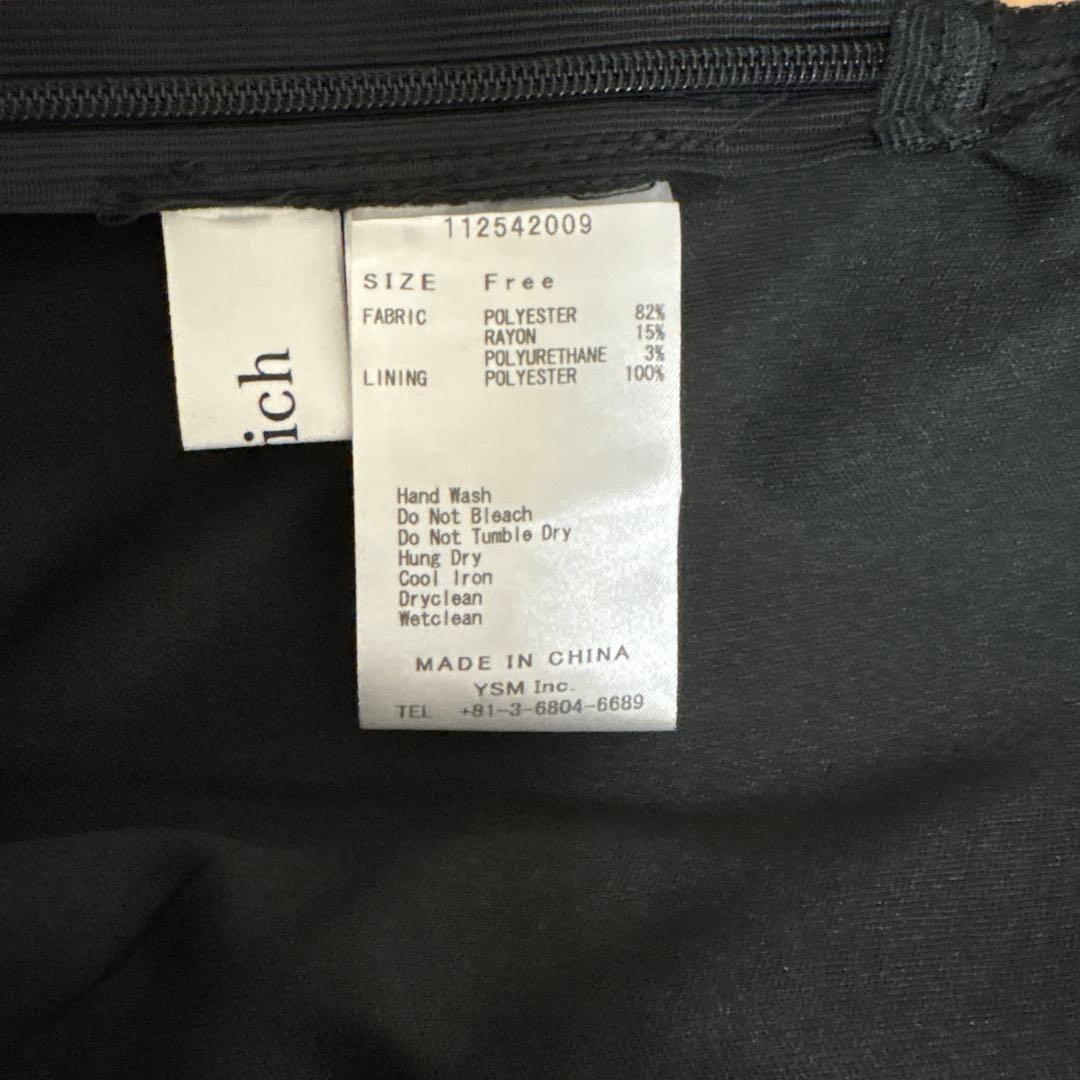 ich
112542009
SIZE Free
FABRIC POLYESTER 82%
RAYON 15%
POLYURETHANE 3%
LINING POLYESTER 100%
Hand Wash
Do Not Bleach
Do Not Tumble Dry
Hung Dry
Cool Iron
Dryclean
Wetclean
MADE IN CHINA
YSM Inc.
TEL +81-3-6804-6689